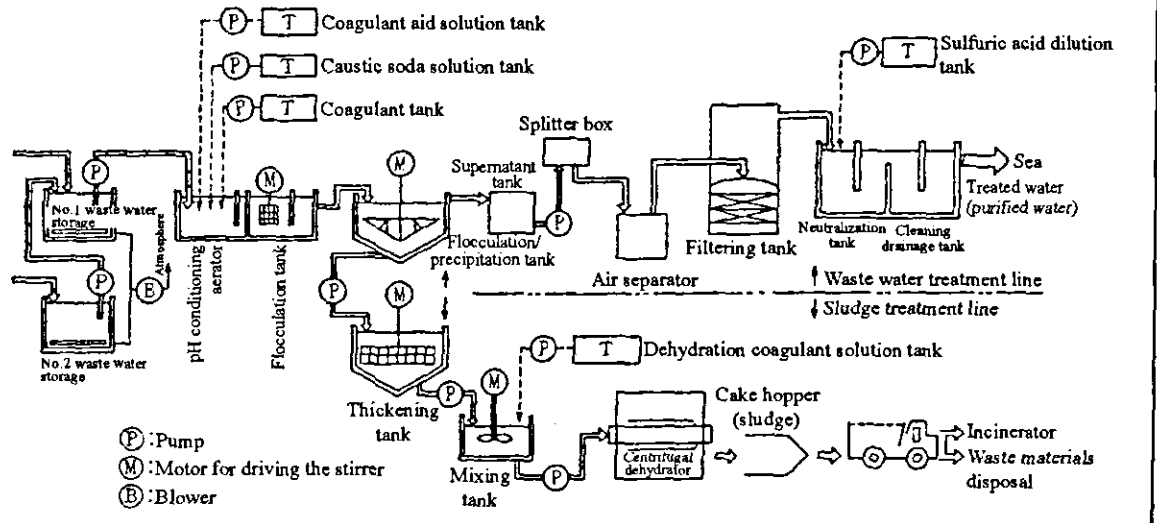 P T Coagulant aid solution tank
P T Caustic soda solution tank
P T Coagulant tank
P T Sulfuric acid dilution
tank
Splitter box
Supernatant
tank
P
M
M
P
No.1 waste water
storage
Atmosphere
B
P
No.2 waste water
storage
pH conditioning
aerator
Flocculation tank
Flocculation/
precipitation tank
P
Air separator
Filtering tank
Neutralization
tank
Cleaning
drainage tank
Sea
Treated water
(purified water)
Waste water treatment line
Sludge treatment line
P
M
Thickening
tank
P
M
P T Dehydration coagulant solution tank
Mixing
tank
P
Centrifugal
dehydrator
Cake hopper
(sludge)
Incinerator
Waste materials
disposal
P :Pump
M :Motor for driving the stirrer
B :Blower